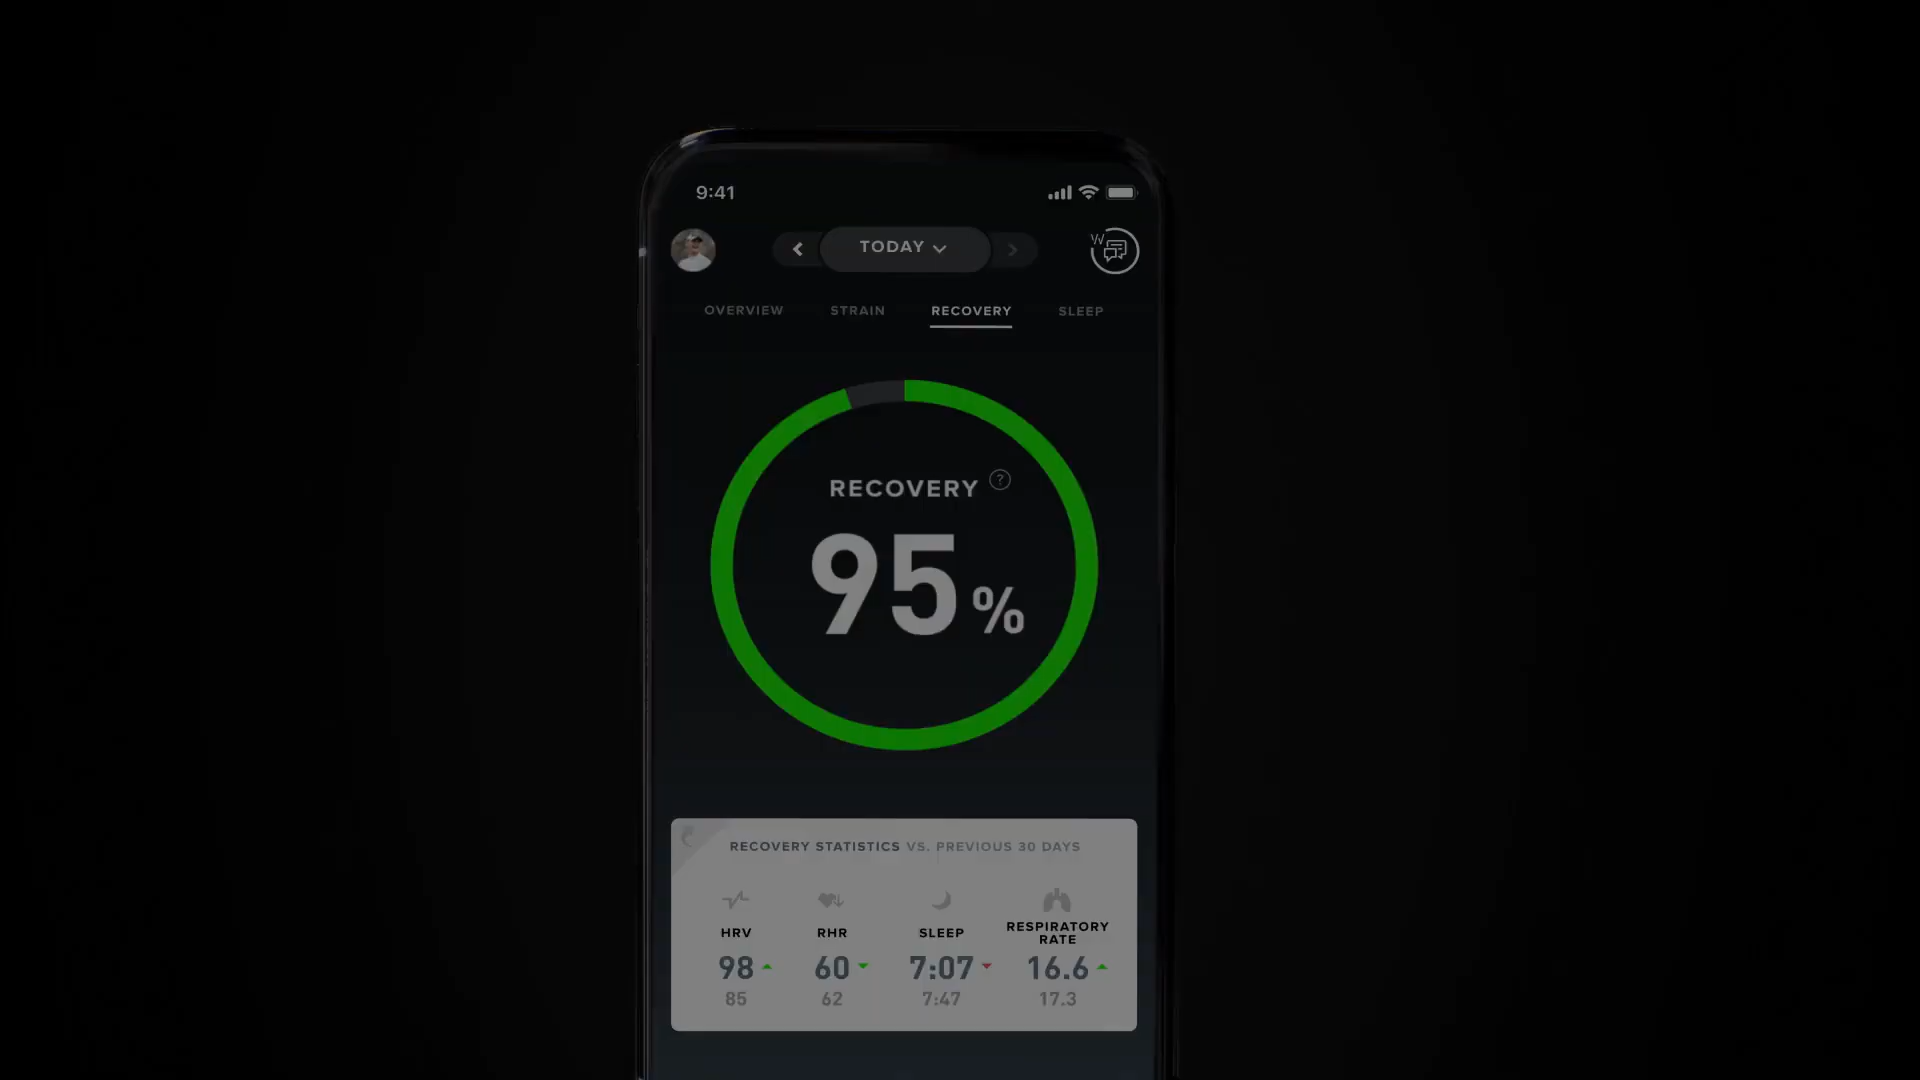 9:41
TODAY
W
OVERVIEW STRAIN RECOVERY SLEEP
RECOVERY ?
95%
RECOVERY STATISTICS VS. PREVIOUS 30 DAYS
HRV RHR SLEEP RESPIRATORY RATE
98 60 7:07 16.6
85 62 7:47 17.3